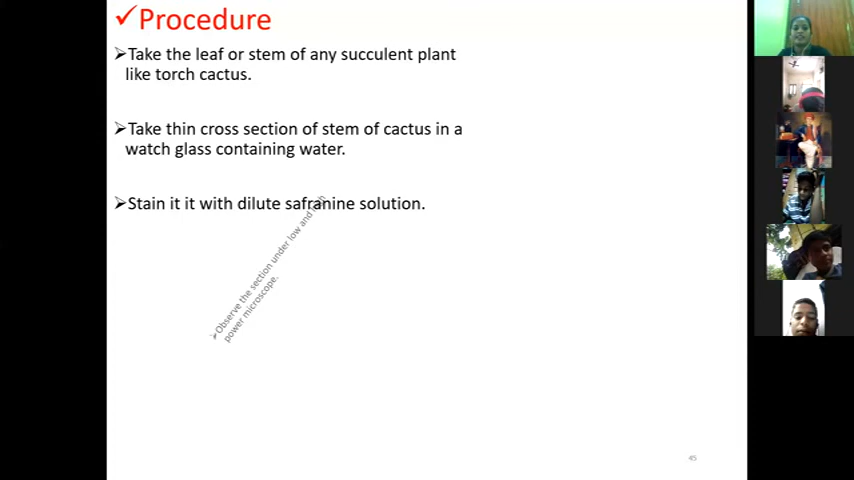 ✓Procedure
➢Take the leaf or stem of any succulent plant
like torch cactus.
➢Take thin cross section of stem of cactus in a
watch glass containing water.
➢Stain it it with dilute safranine solution.
➢Observe the section under low and
power microscope.
45